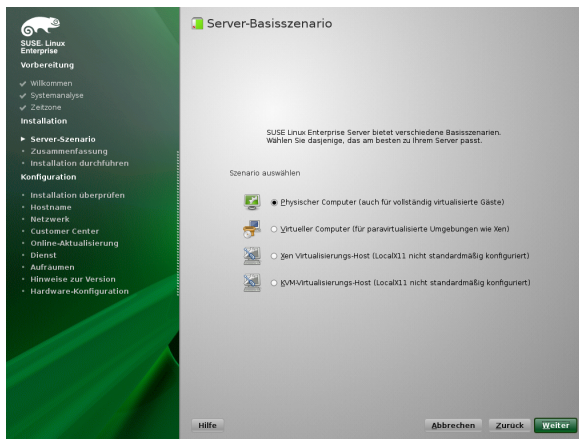 SUSE. Linux
Enterprise
Vorbereitung
Willkommen
Systemanalyse
Zeitzone
Installation
Server-Szenario
Zusammenfassung
Installation durchführen
Konfiguration
Installation überprüfen
Hostname
Netzwerk
Customer Center
Online-Aktualisierung
Dienst
Aufräumen
Hinweise zur Version
Hardware-Konfiguration
Server-Basisszenario
SUSE Linux Enterprise Server bietet verschiedene Basisszenarien.
Wählen Sie dasjenige, das am besten zu Ihrem Server passt.
Szenario auswählen
Physischer Computer (auch für vollständig virtualisierte Gäste)
Virtueller Computer (für paravirtualisierte Umgebungen wie Xen)
Xen Virtualisierungs-Host (LocalX11 nicht standardmäßig konfiguriert)
KVM-Virtualisierungs-Host (LocalX11 nicht standardmäßig konfiguriert)
Hilfe
Abbrechen
Zurück
Weiter